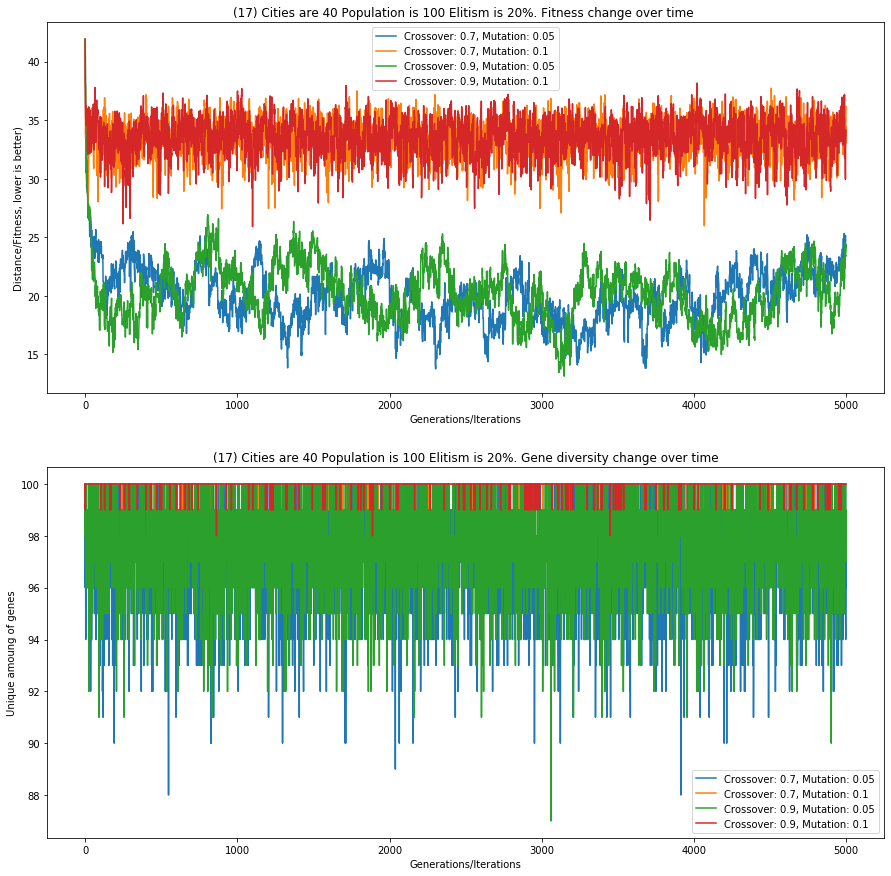 (17) Cities are 40 Population is 100 Elitism is 20%. Fitness change over time
Crossover: 0.7, Mutation: 0.05
Crossover: 0.7, Mutation: 0.1
Crossover: 0.9, Mutation: 0.05
Crossover: 0.9, Mutation: 0.1
Distance/Fitness, lower is better)
40
35
30
25
20
15
0 1000 2000 3000 4000 5000
Generations/Iterations
(17) Cities are 40 Population is 100 Elitism is 20%. Gene diversity change over time
Unique amoung of genes
100
98
96
94
92
90
88
Crossover: 0.7, Mutation: 0.05
Crossover: 0.7, Mutation: 0.1
Crossover: 0.9, Mutation: 0.05
Crossover: 0.9, Mutation: 0.1
0 1000 2000 3000 4000 5000
Generations/Iterations